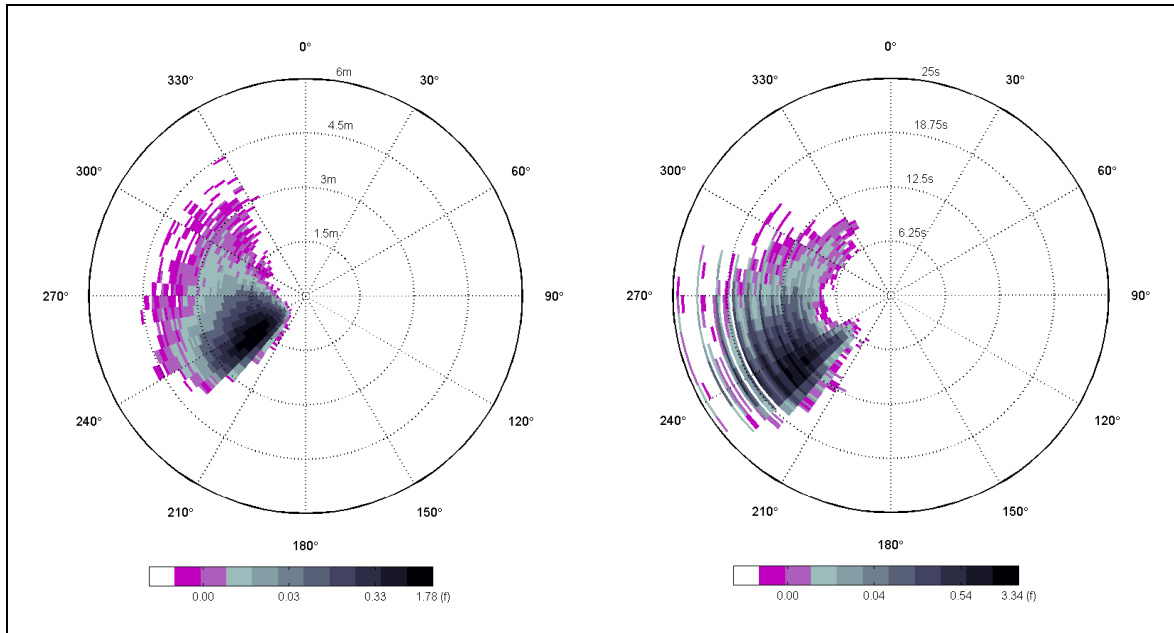 0° 0°
330° 6m 30° 330° 25s 30°
4.5m 18.75s
300° 3m 60° 300° 12.5s 60°
1.5m 6.25s
270° 90° 270° 90°
240° 120° 240° 120°
210° 150° 210° 150°
180° 180°
0.00 0.03 0.33 1.78 (f) 0.00 0.04 0.54 3.34 (f)